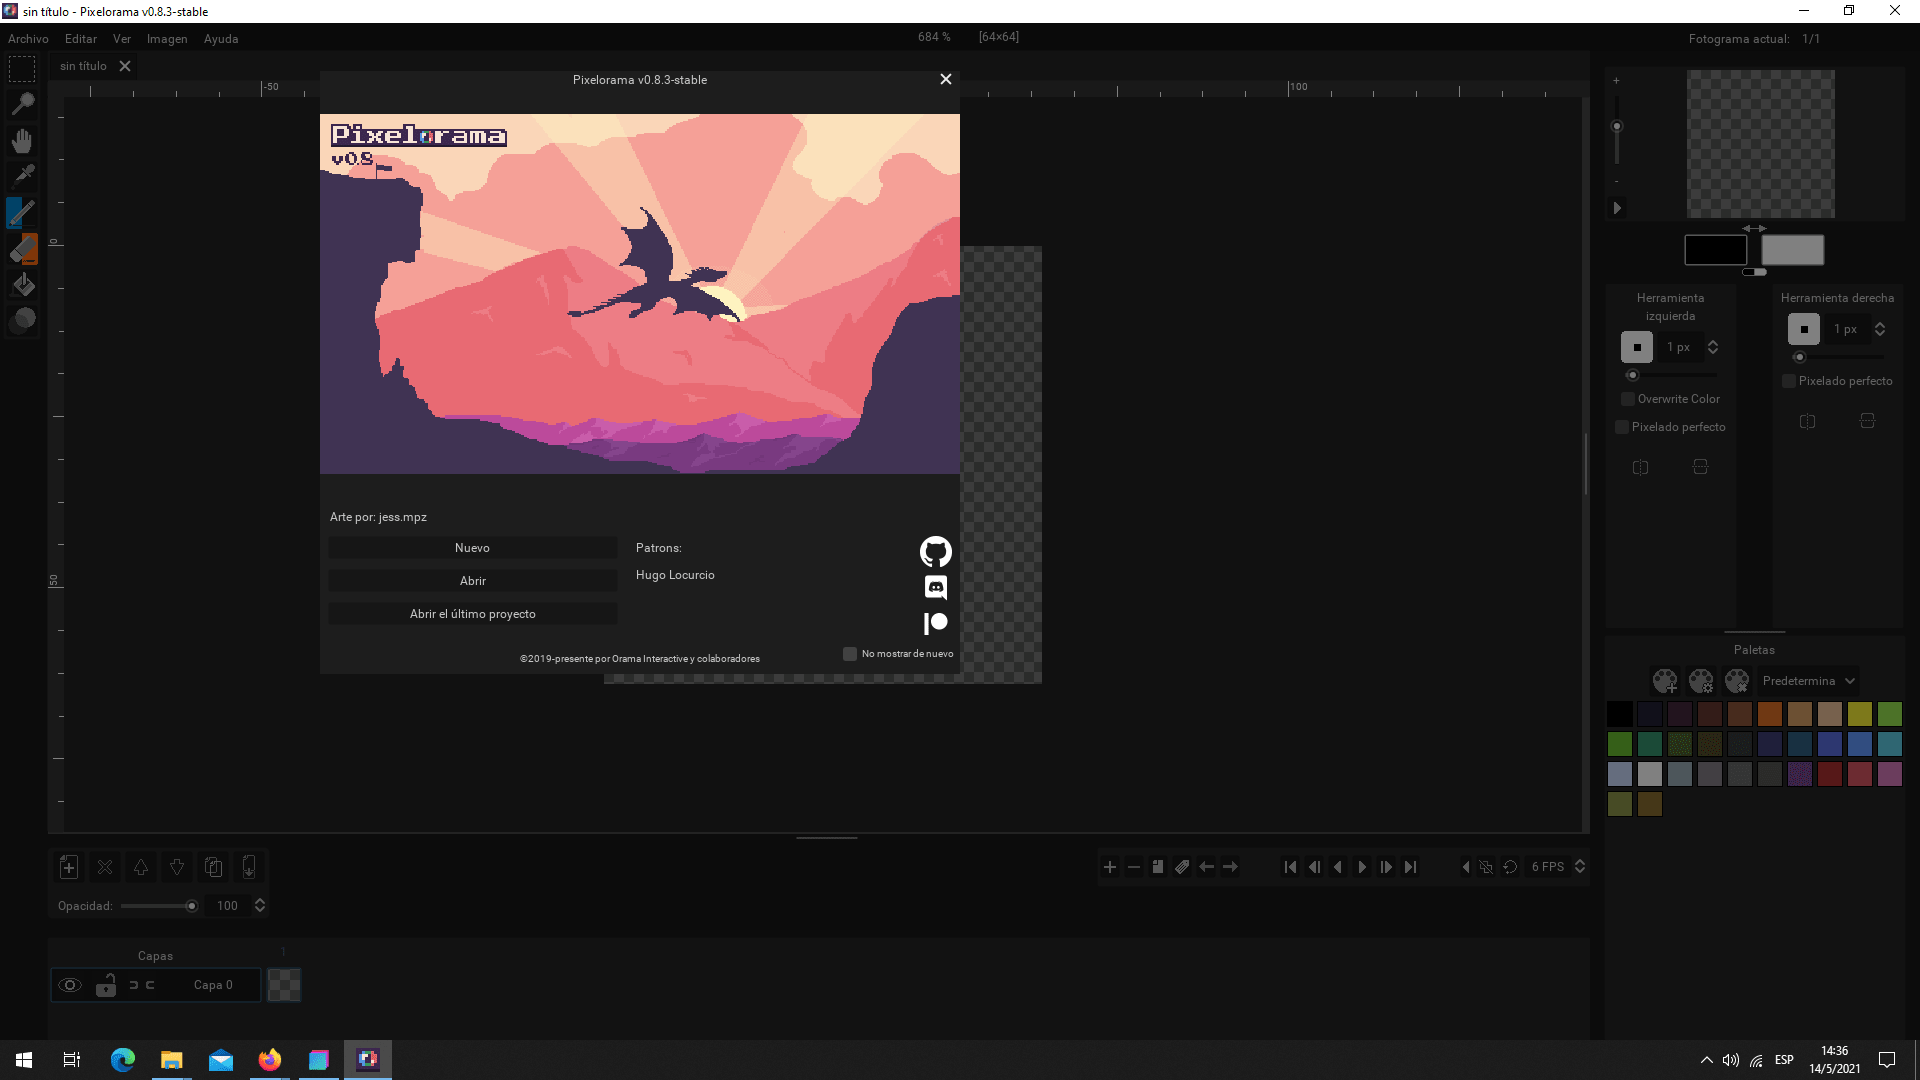 sin título - Pixelorama v0.8.3-stable
Archivo Editar Ver Imagen Ayuda
684 % [64×64]
Fotograma actual: 1/1
sin título
Pixelorama v0.8.3-stable
-50
100
0
50
Pixelorama
v0.8
Arte por: jess.mpz
Nuevo
Abrir
Abrir el último proyecto
Patrons:
Hugo Locurcio
No mostrar de nuevo
©2019-presente por Orama Interactive y colaboradores
Herramienta
izquierda
1 px
Overwrite Color
Pixelado perfecto
Herramienta derecha
1 px
Pixelado perfecto
Paletas
Predetermina
6 FPS
Opacidad: 100
Capas
1
Capa 0
ESP
14:36
14/5/2021